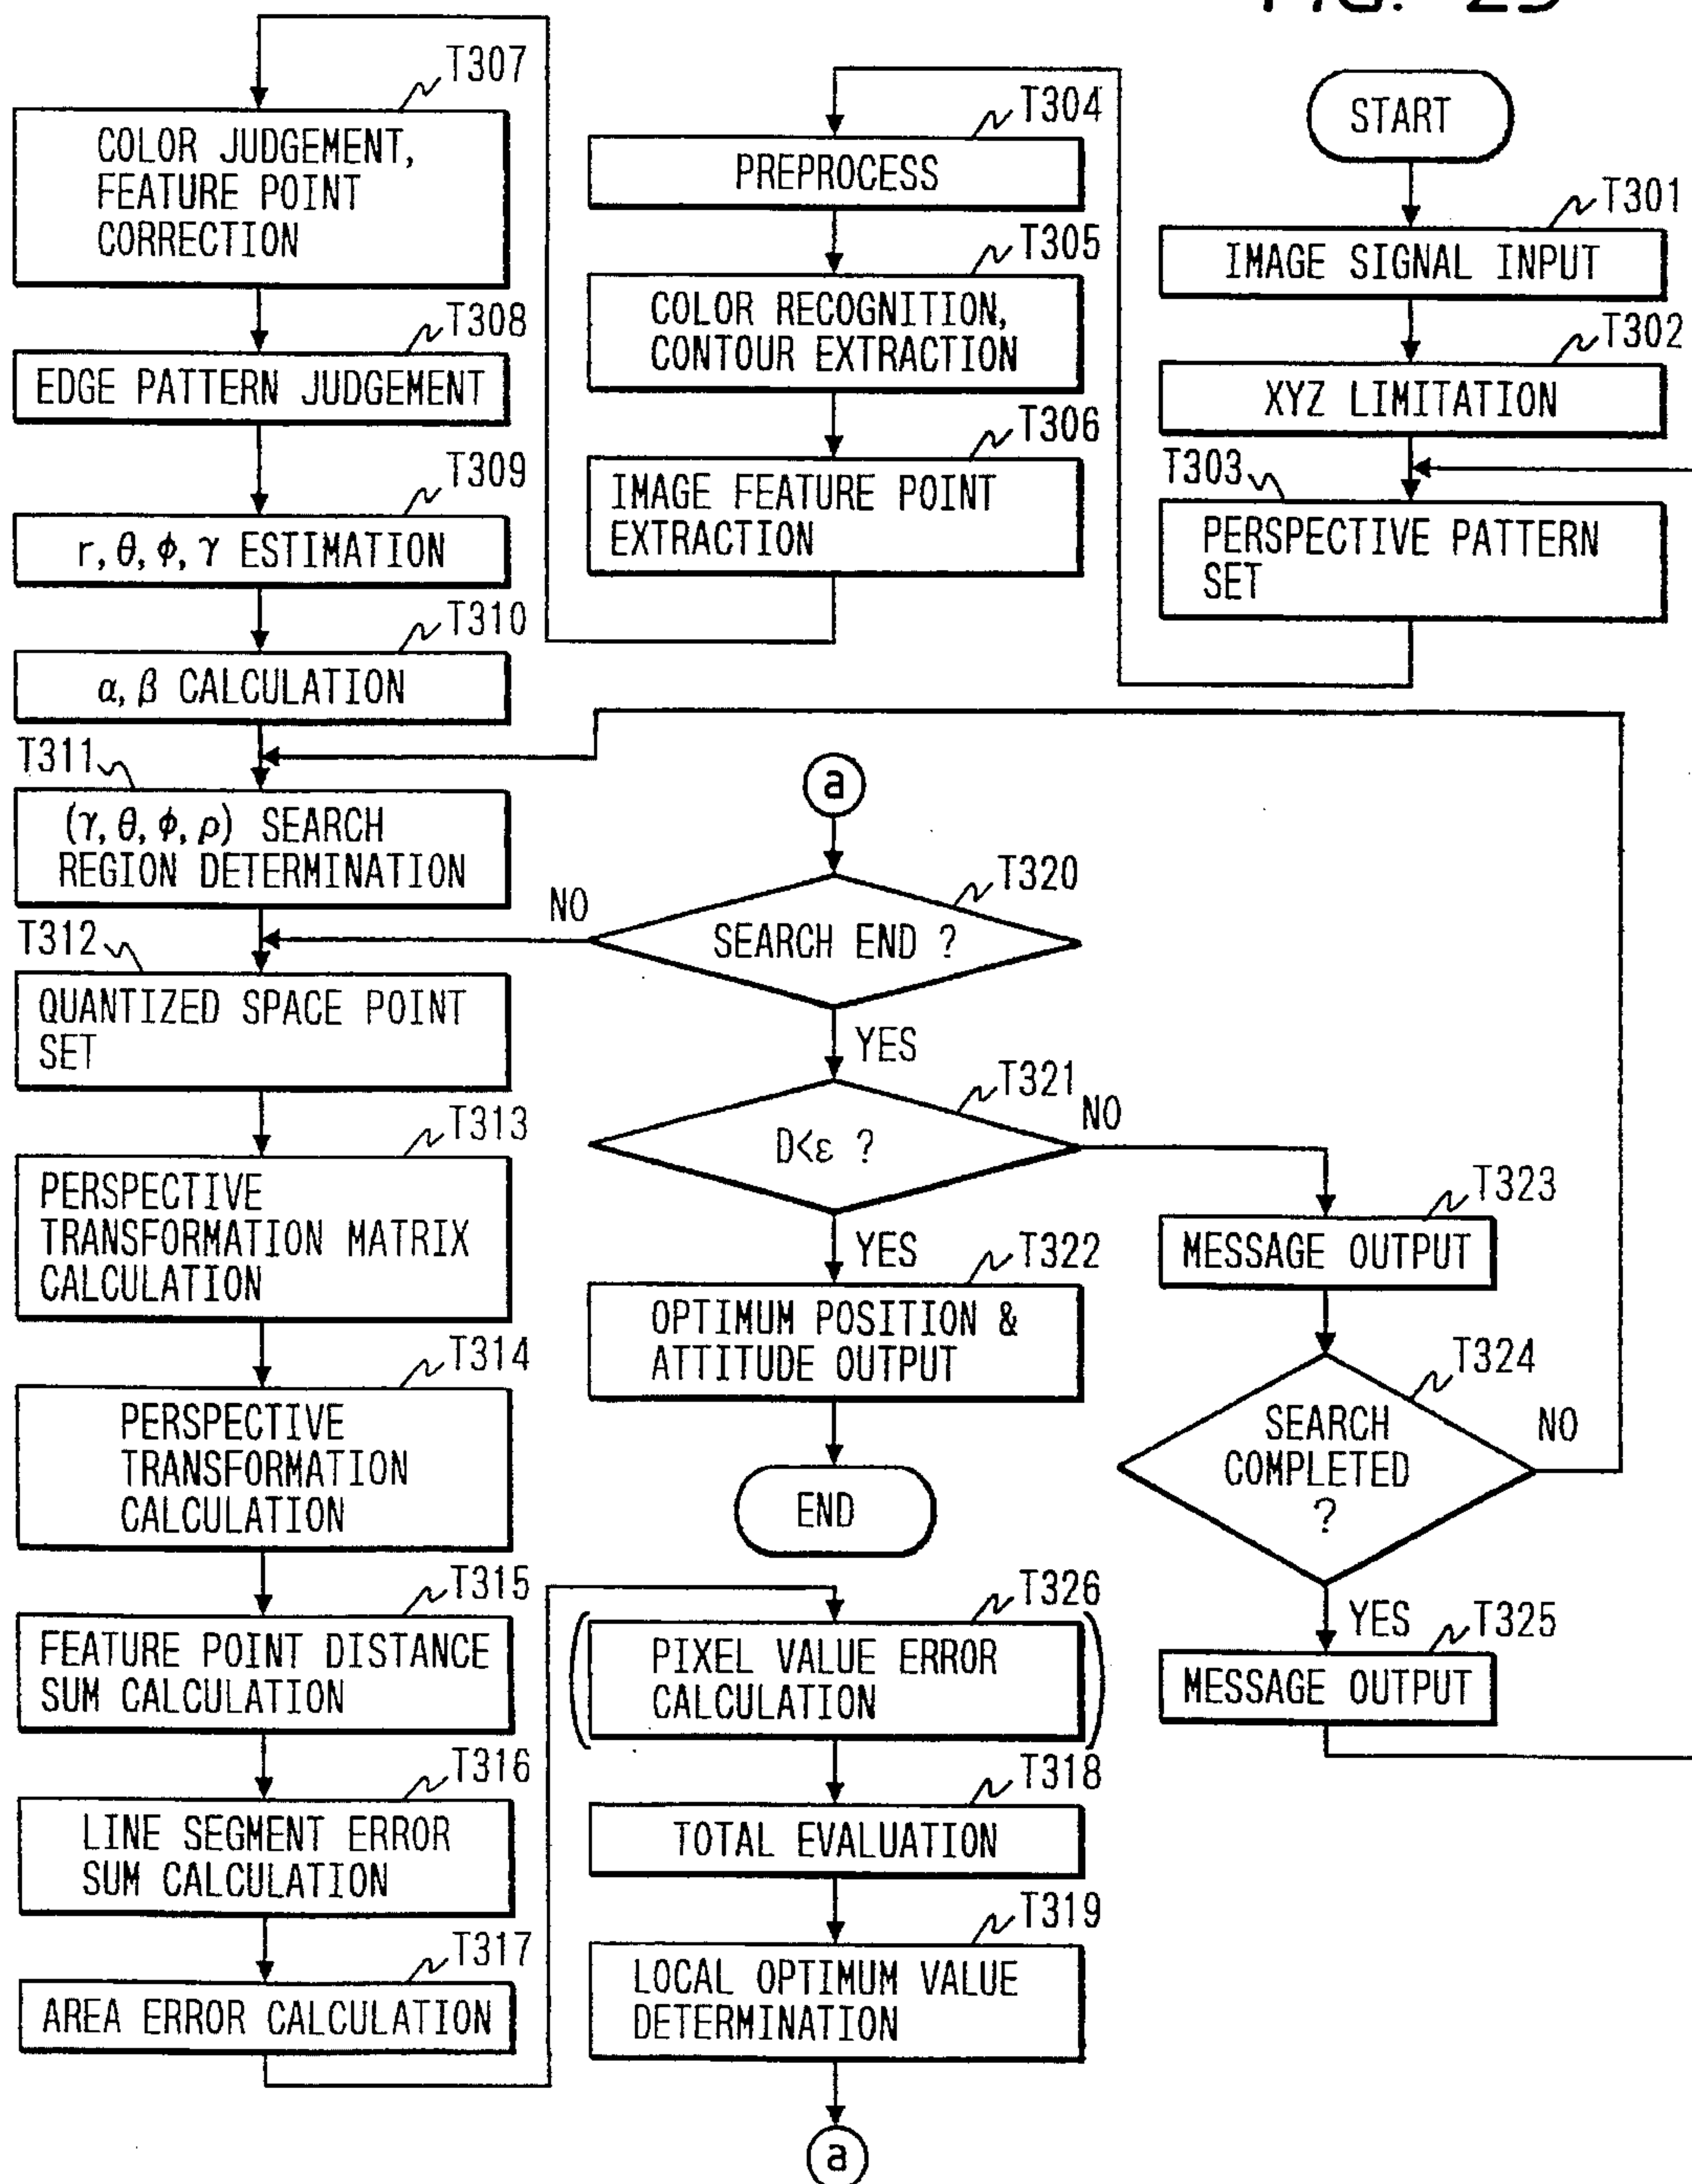 FIG. 25
START
T301
IMAGE SIGNAL INPUT
T302
XYZ LIMITATION
T303
PERSPECTIVE PATTERN
SET
T304
PREPROCESS
T305
COLOR RECOGNITION,
CONTOUR EXTRACTION
T306
IMAGE FEATURE POINT
EXTRACTION
T307
COLOR JUDGEMENT,
FEATURE POINT
CORRECTION
T308
EDGE PATTERN JUDGEMENT
T309
r, θ, φ, γ ESTIMATION
T310
α, β CALCULATION
T311
(γ, θ, φ, ρ) SEARCH
REGION DETERMINATION
T312
QUANTIZED SPACE POINT
SET
T313
PERSPECTIVE
TRANSFORMATION MATRIX
CALCULATION
T314
PERSPECTIVE
TRANSFORMATION
CALCULATION
T315
FEATURE POINT DISTANCE
SUM CALCULATION
T316
LINE SEGMENT ERROR
SUM CALCULATION
T317
AREA ERROR CALCULATION
T326
(PIXEL VALUE ERROR
CALCULATION)
T318
TOTAL EVALUATION
T319
LOCAL OPTIMUM VALUE
DETERMINATION
a
a
T320
SEARCH END ?
NO
YES
T321
D<ε ?
NO
YES
T322
OPTIMUM POSITION &
ATTITUDE OUTPUT
END
T323
MESSAGE OUTPUT
T324
SEARCH
COMPLETED
?
NO
YES
T325
MESSAGE OUTPUT